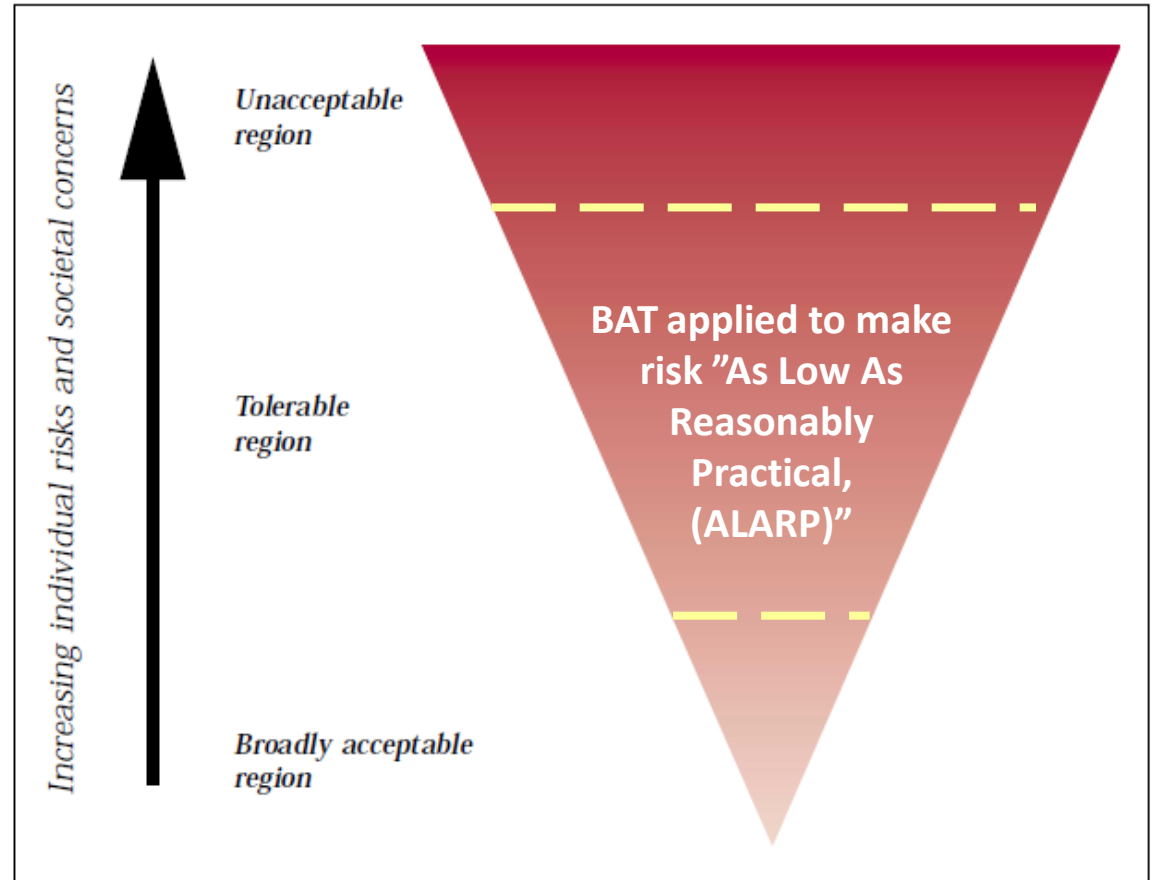 Increasing individual risks and societal concerns
Unacceptable
region
Tolerable
region
Broadly acceptable
region
BAT applied to make
risk ”As Low As
Reasonably
Practical,
(ALARP)”